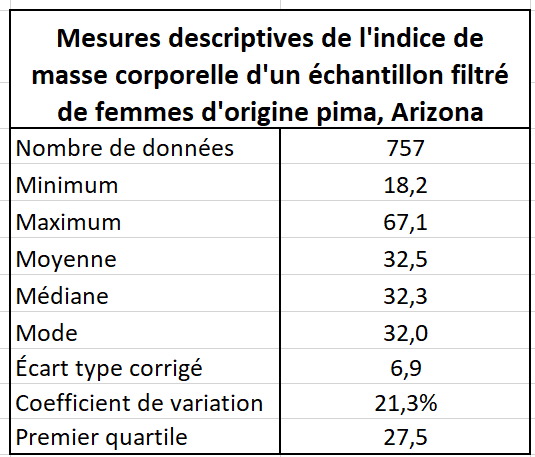 Mesures descriptives de l'indice de
masse corporelle d'un échantillon filtré
de femmes d'origine pima, Arizona
Nombre de données 757
Minimum 18,2
Maximum 67,1
Moyenne 32,5
Médiane 32,3
Mode 32,0
Écart type corrigé 6,9
Coefficient de variation 21,3%
Premier quartile 27,5